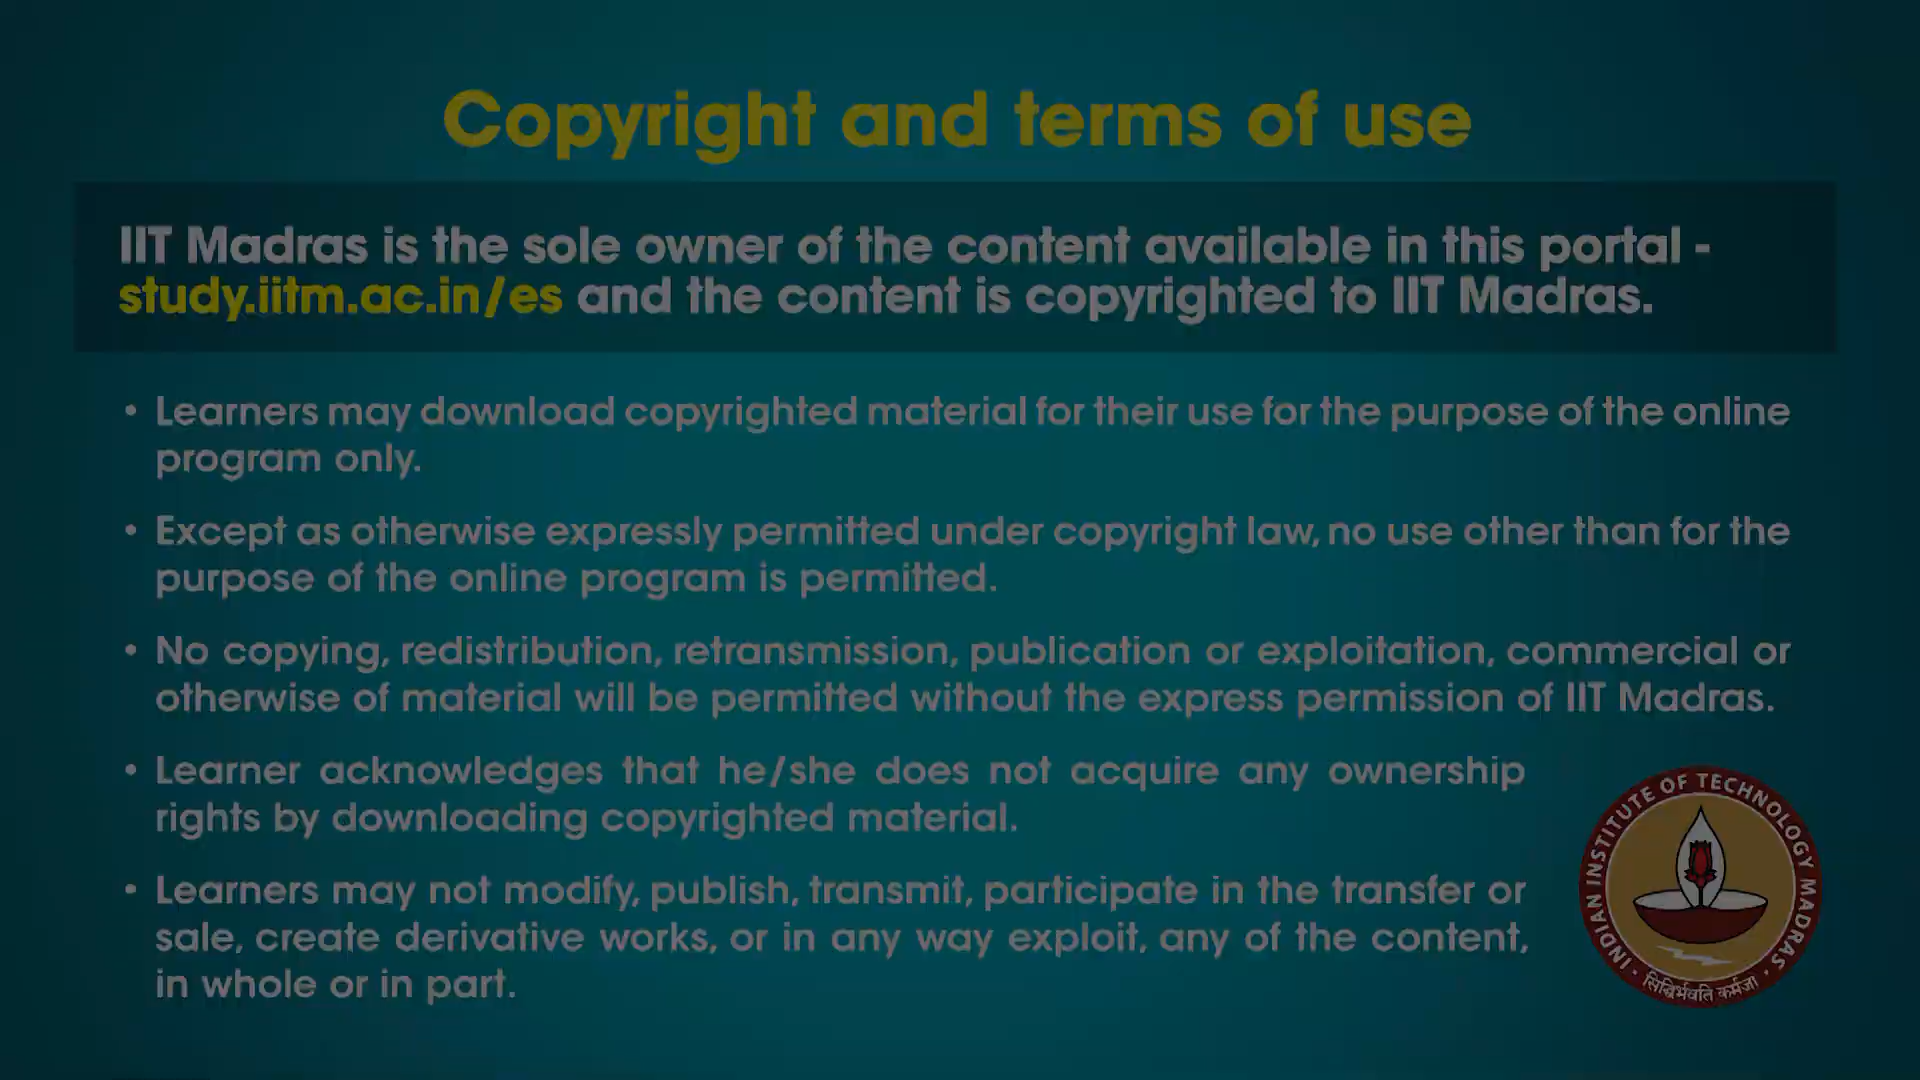 Copyright and terms of use
IIT Madras is the sole owner of the content available in this portal -
study.iitm.ac.in/es and the content is copyrighted to IIT Madras.
• Learners may download copyrighted material for their use for the purpose of the online
program only.
• Except as otherwise expressly permitted under copyright law, no use other than for the
purpose of the online program is permitted.
• No copying, redistribution, retransmission, publication or exploitation, commercial or
otherwise of material will be permitted without the express permission of IIT Madras.
• Learner acknowledges that he/she does not acquire any ownership
rights by downloading copyrighted material.
• Learners may not modify, publish, transmit, participate in the transfer or
sale, create derivative works, or in any way exploit, any of the content,
in whole or in part.
INDIAN INSTITUTE OF TECHNOLOGY MADRAS
सिद्धिर्भवति कर्मजा